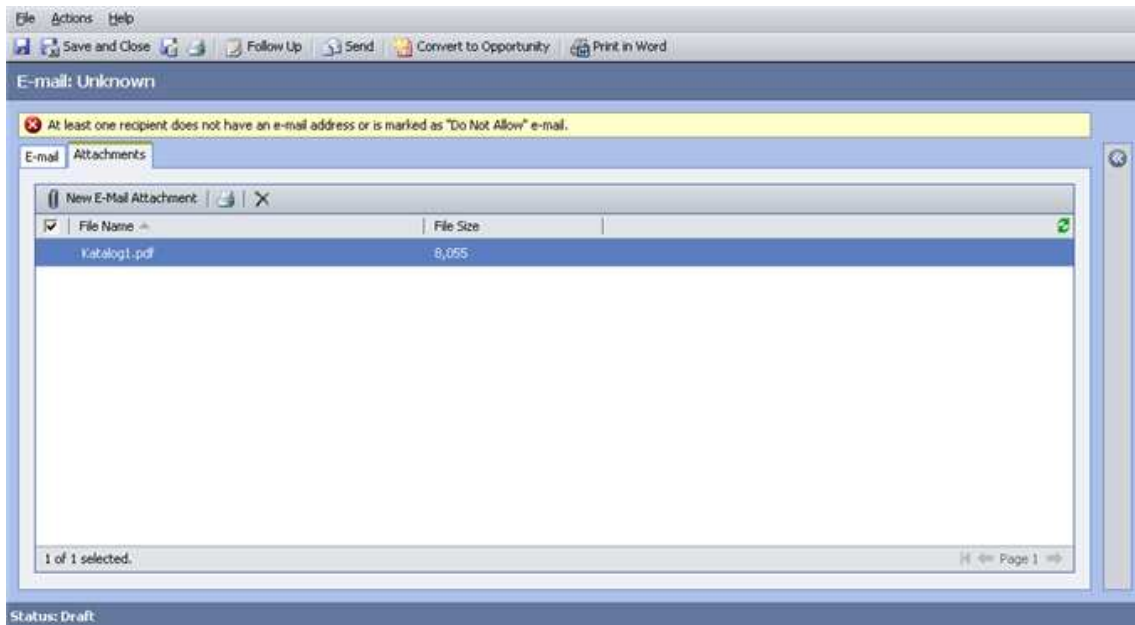 File Actions Help
Save and Close Follow Up Send Convert to Opportunity Print in Word
E-mail: Unknown
At least one recipient does not have an e-mail address or is marked as "Do Not Allow" e-mail.
E-mail Attachments
New E-Mail Attachment
File Name File Size
Katalog1.pdf 8,055
1 of 1 selected. Page 1
Status: Draft